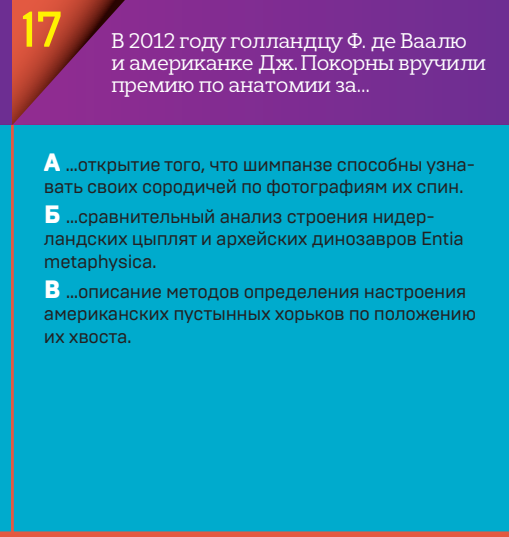 17
В 2012 году голландцу Ф. де Ваалю
и американке Дж. Покорны вручили
премию по анатомии за...
А ...открытие того, что шимпанзе способны узна-
вать своих сородичей по фотографиям их спин.
Б ...сравнительный анализ строения нидер-
ландских цыплят и архейских динозавров Entia
metaphysica.
В ...описание методов определения настроения
американских пустынных хорьков по положению
их хвоста.